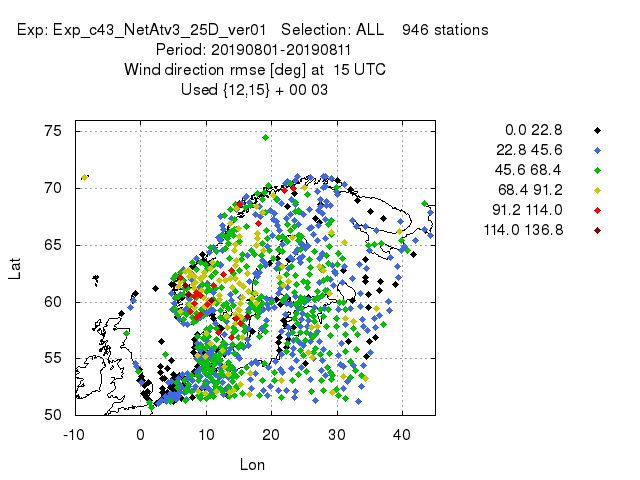 Exp: Exp_c43_NetAtv3_25D_ver01   Selection: ALL    946 stations
Period: 20190801-20190811
Wind direction rmse [deg] at  15 UTC
Used {12,15} + 00 03
0.0 22.8
22.8 45.6
45.6 68.4
68.4 91.2
91.2 114.0
114.0 136.8
75
70
65
60
55
50
Lat
-10 0 10 20 30 40
Lon